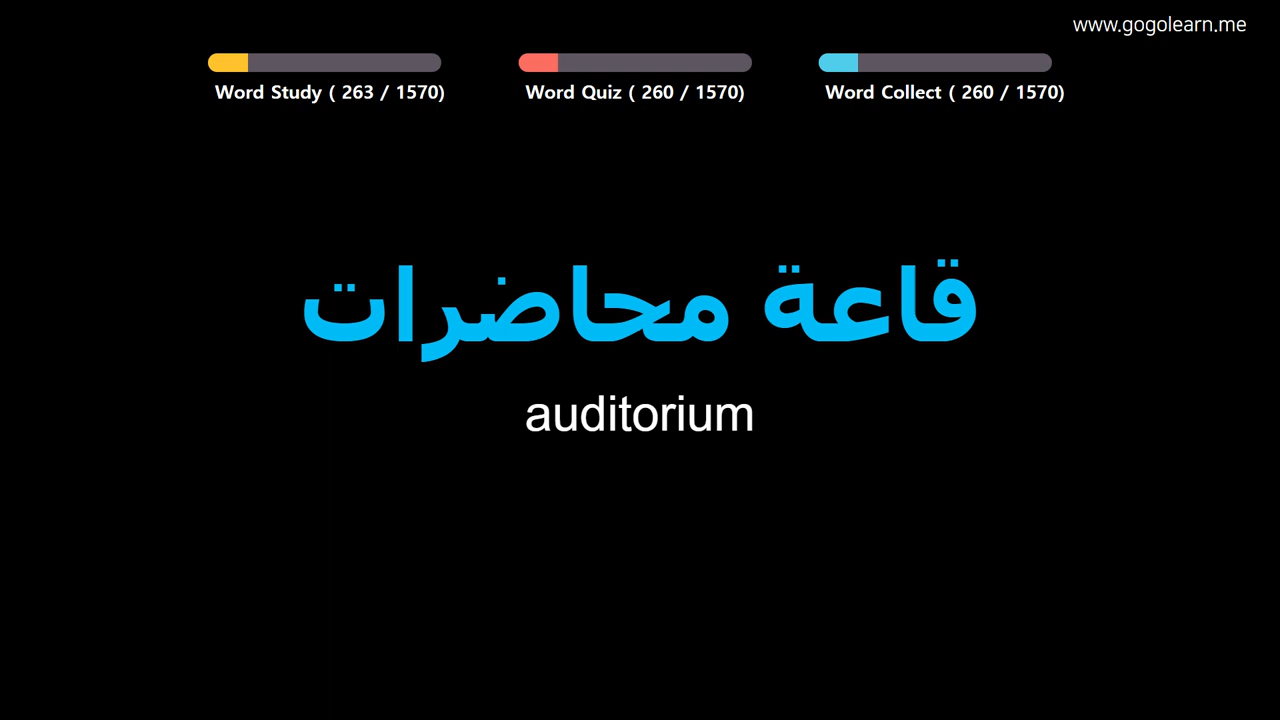 www.gogolearn.me
Word Study ( 263 / 1570)
Word Quiz ( 260 / 1570)
Word Collect ( 260 / 1570)
قاعة محاضرات
auditorium